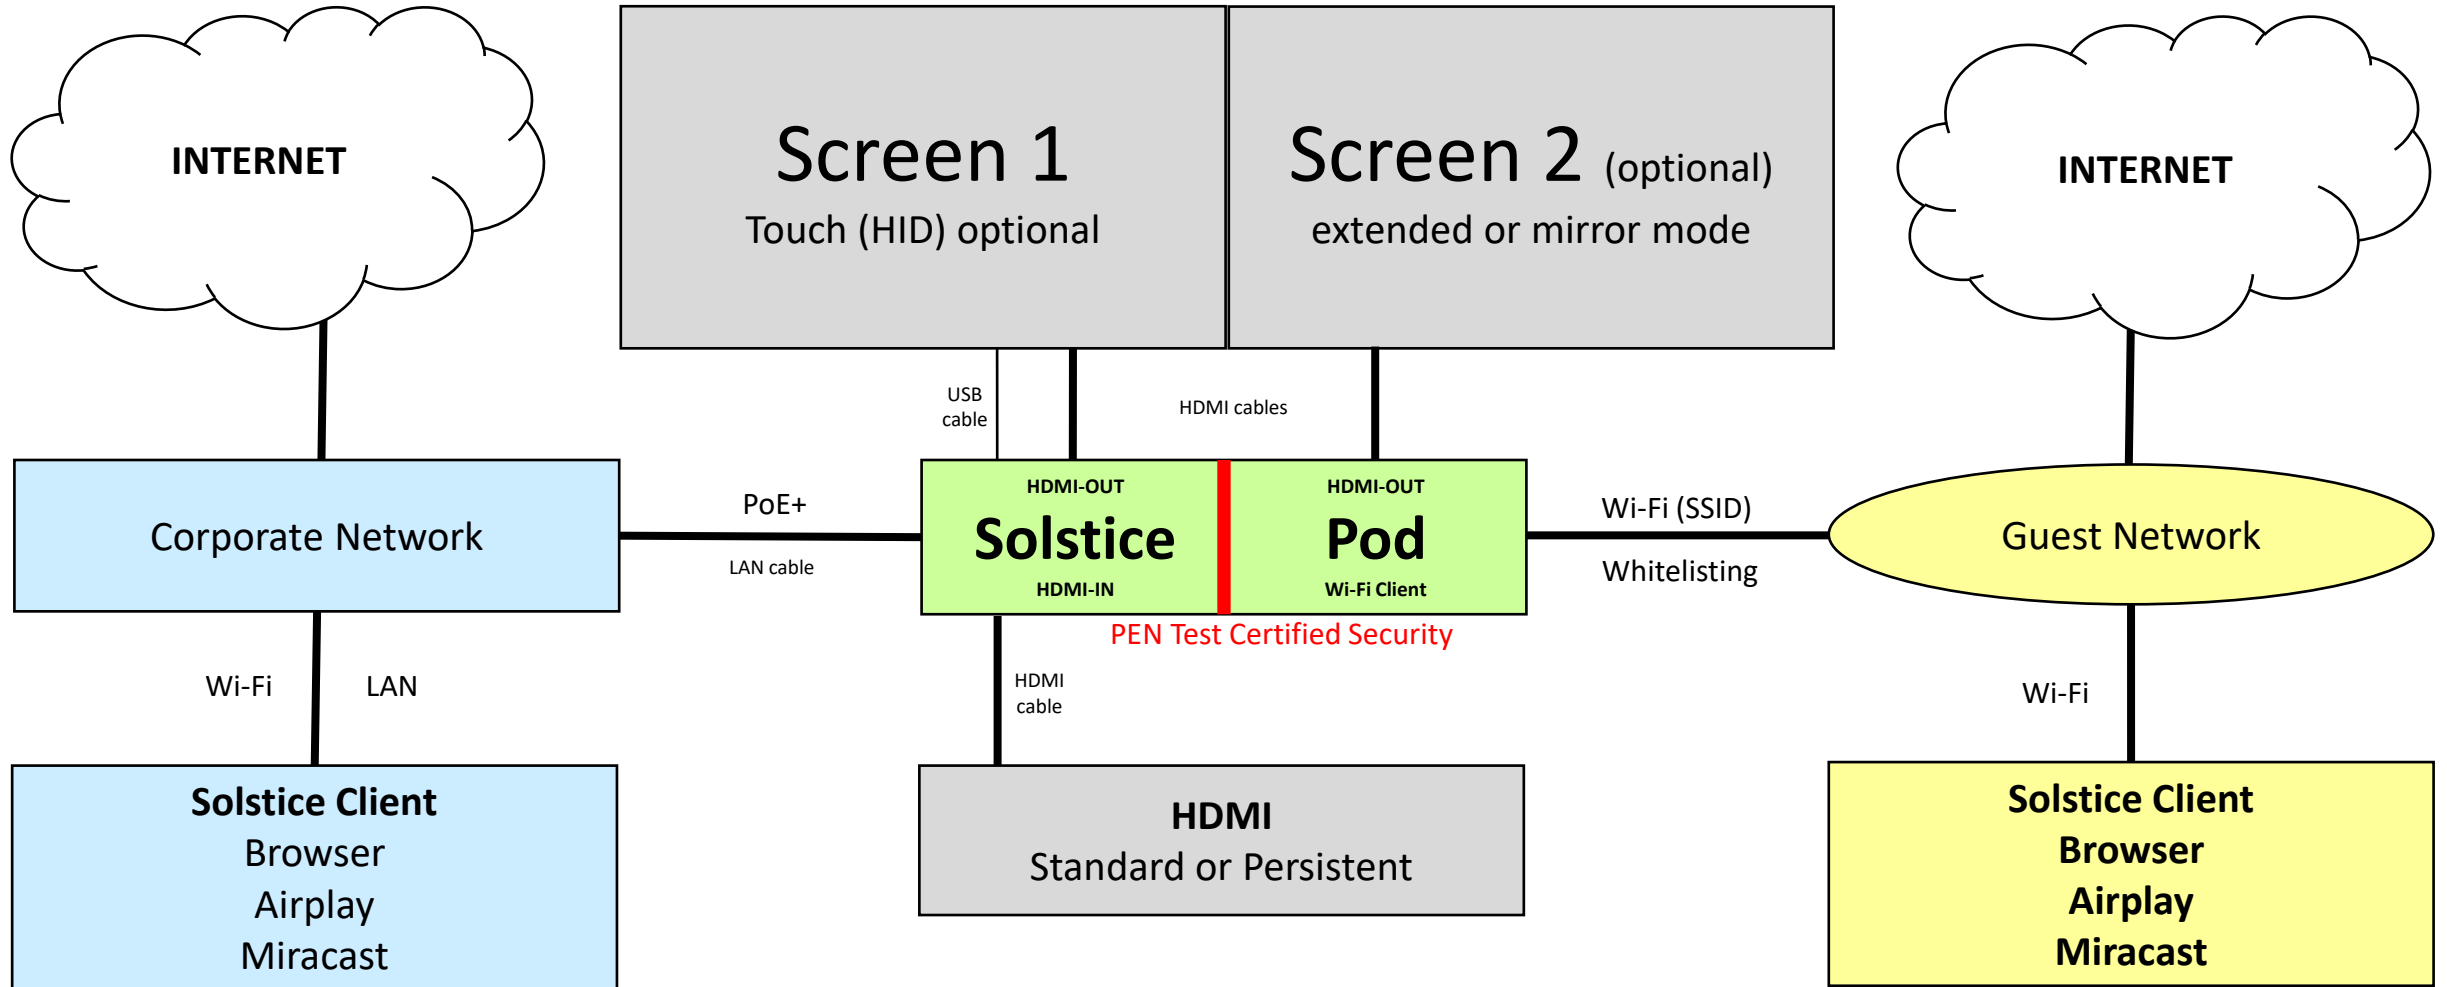 INTERNET
Screen 1
Touch (HID) optional
Screen 2 (optional)
extended or mirror mode
INTERNET
USB
cable
HDMI cables
Corporate Network
PoE+
LAN cable
HDMI-OUT
Solstice
HDMI-IN
HDMI-OUT
Pod
Wi-Fi Client
PEN Test Certified Security
Wi-Fi (SSID)
Whitelisting
Guest Network
Wi-Fi
LAN
HDMI
cable
Wi-Fi
Solstice Client
Browser
Airplay
Miracast
HDMI
Standard or Persistent
Solstice Client
Browser
Airplay
Miracast